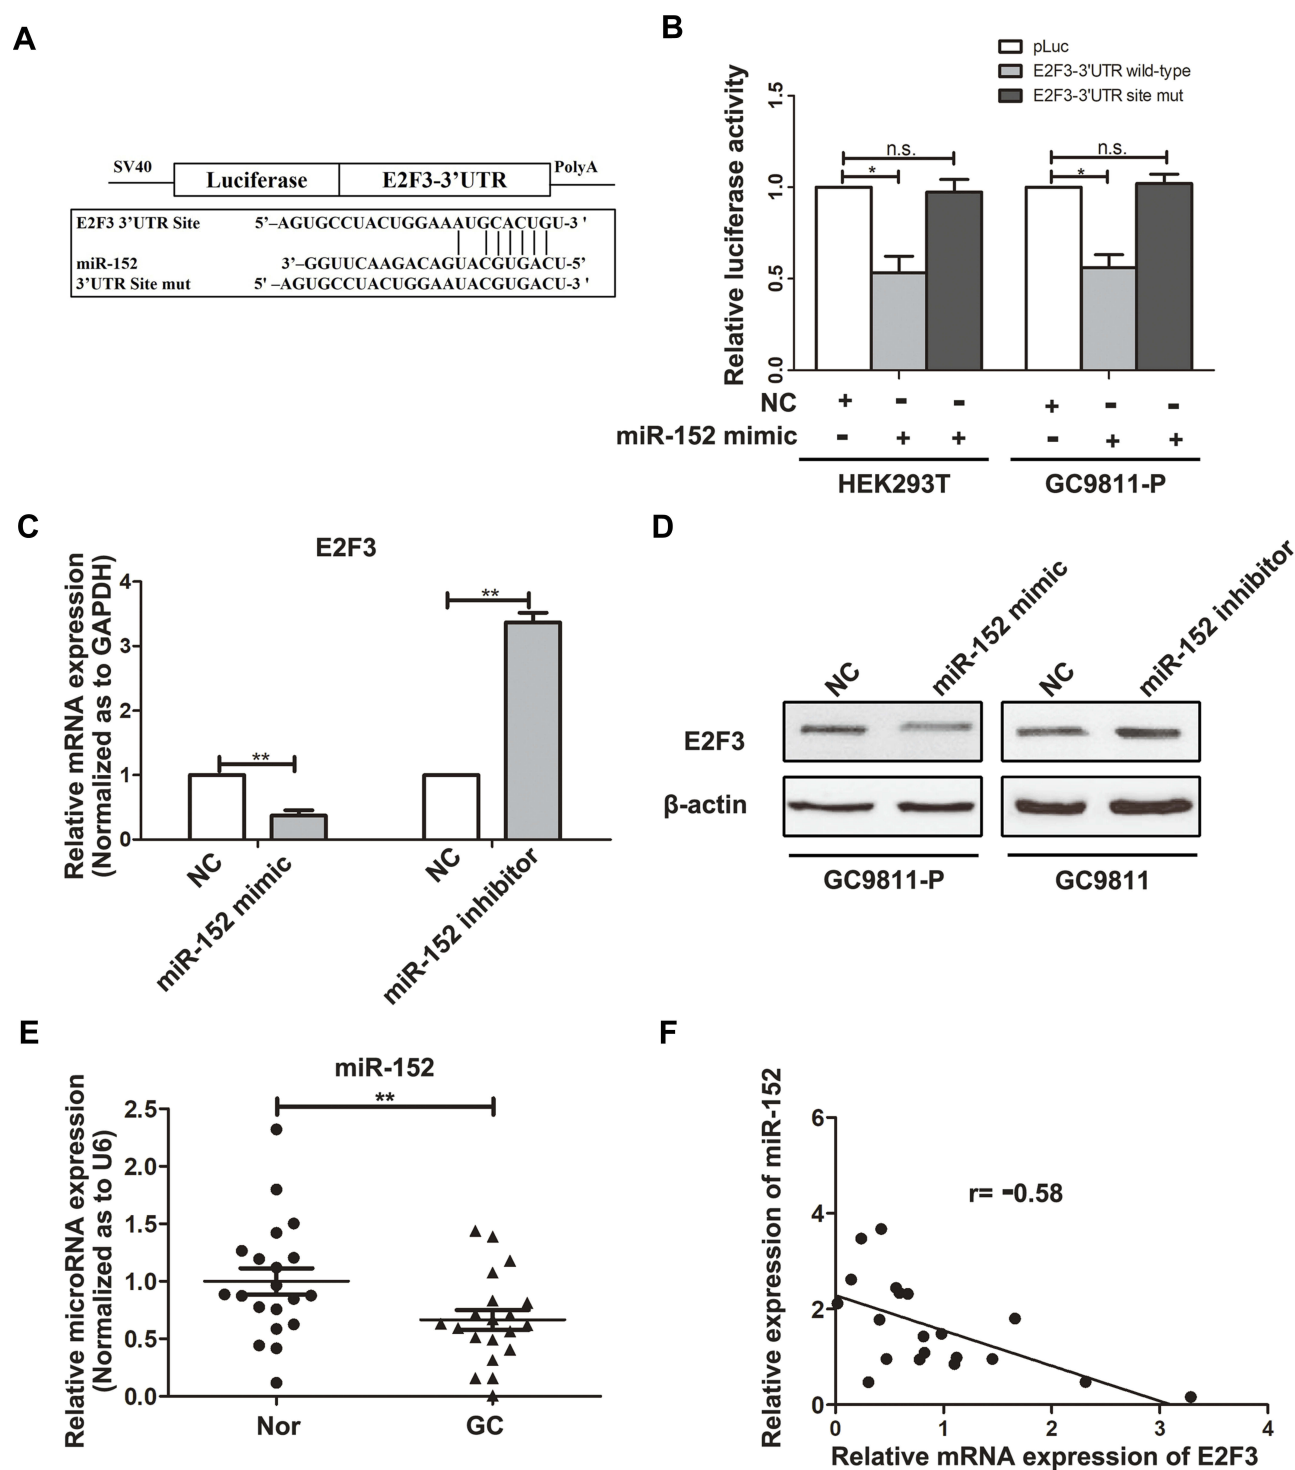 A
SV40
Luciferase
E2F3-3’UTR
PolyA
E2F3 3’UTR Site 5’–AGUGCCUACUGGAAAUGCACUGU-3 '
miR-152 3’–GGUUCAAGACAGUACGUGACU-5’
3’UTR Site mut 5' –AGUGCCUACUGGAAUACGUGACU-3 '
B
pLuc
E2F3-3'UTR wild-type
E2F3-3'UTR site mut
Relative luciferase activity
1.5
1.0
0.5
0.0
n.s.
*
n.s.
*
NC + - - + - -
miR-152 mimic - + + - + +
HEK293T GC9811-P
C
E2F3
Relative mRNA expression
(Normalized as to GAPDH)
4
3
2
1
0
**
**
NC
miR-152 mimic
NC
miR-152 inhibitor
D
NC
miR-152 mimic
NC
miR-152 inhibitor
E2F3
β-actin
GC9811-P GC9811
E
miR-152
**
Relative microRNA expression
(Normalized as to U6)
2.5
2.0
1.5
1.0
0.5
0.0
Nor GC
F
Relative expression of miR-152
6
4
2
0
r= -0.58
0 1 2 3 4
Relative mRNA expression of E2F3